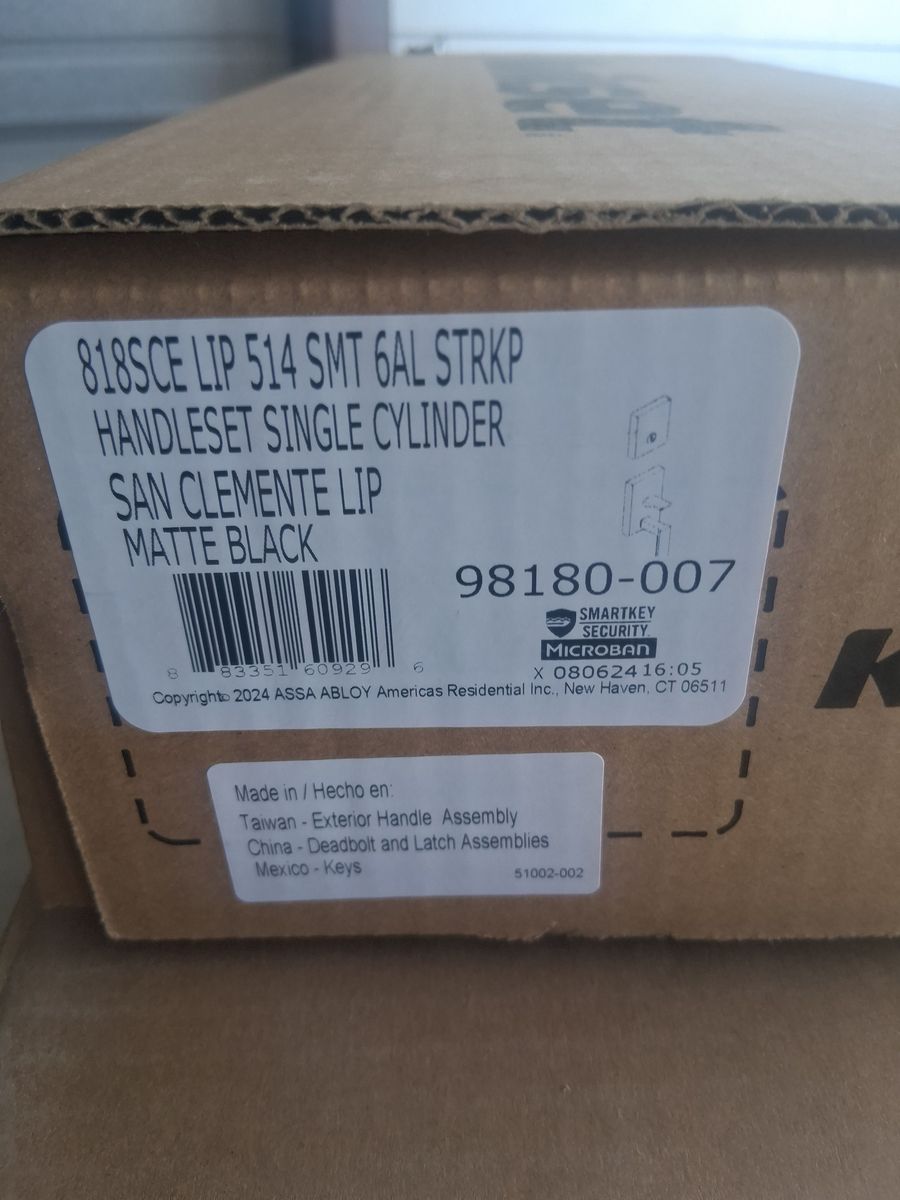 818SCE LIP 514 SMT 6AL STRKP
HANDLESET SINGLE CYLINDER
SAN CLEMENTE LIP
MATTE BLACK
98180-007
SMARTKEY
SECURITY
MICROBAN
8 83351 60929 6
X 08062416:05
Copyright© 2024 ASSA ABLOY Americas Residential Inc., New Haven, CT 06511
Made in / Hecho en:
Taiwan - Exterior Handle Assembly
China - Deadbolt and Latch Assemblies
Mexico - Keys
51002-002